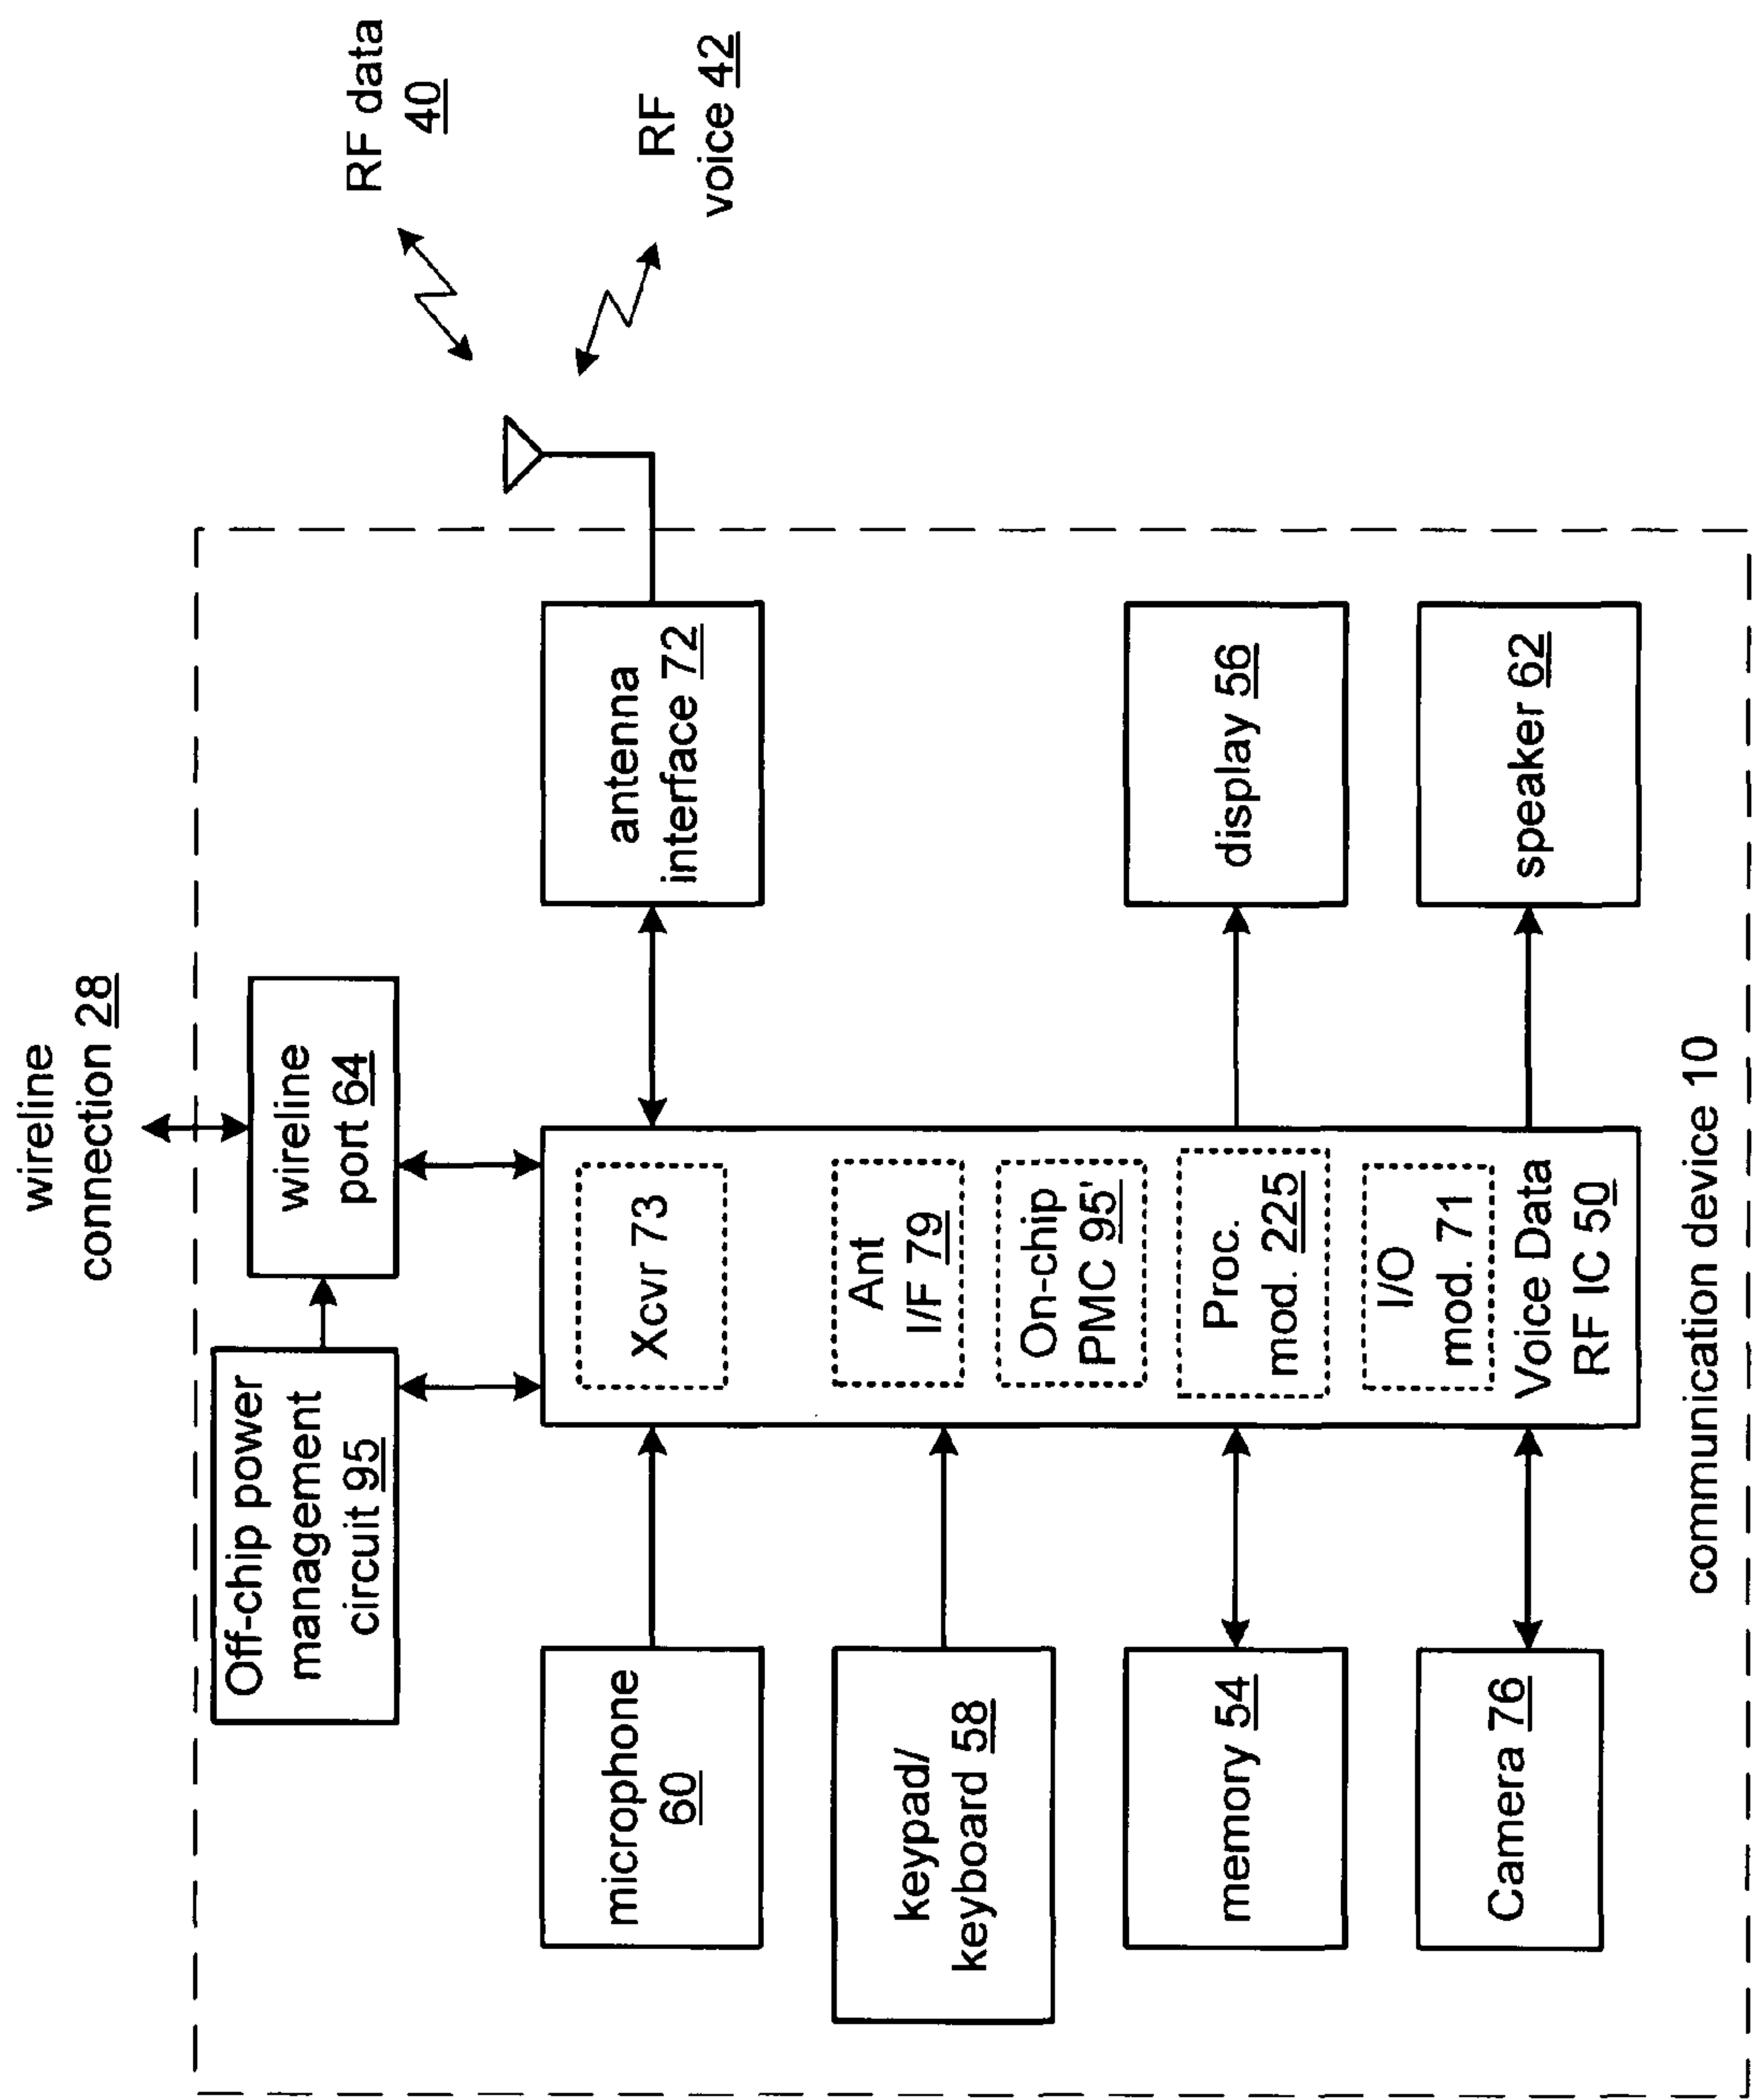 wireline
connection 28
RF data
40
RF
voice 42
Off-chip power
management
circuit 95
wireline
port 64
microphone
60
Xcvr 73
antenna
interface 72
keypad/
keyboard 58
Ant
I/F 79
On-chip
PMC 95'
memory 54
Proc.
mod. 225
display 56
Camera 76
I/O
mod. 71
Voice Data
RF IC 50
speaker 62
communication device 10